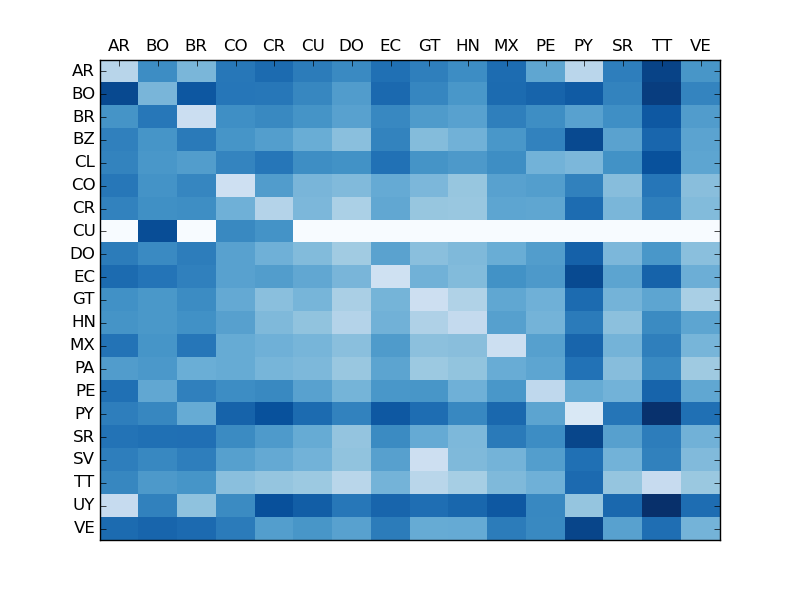 AR BO BR CO CR CU DO EC GT HN MX PE PY SR TT VE
AR
BO
BR
BZ
CL
CO
CR
CU
DO
EC
GT
HN
MX
PA
PE
PY
SR
SV
TT
UY
VE